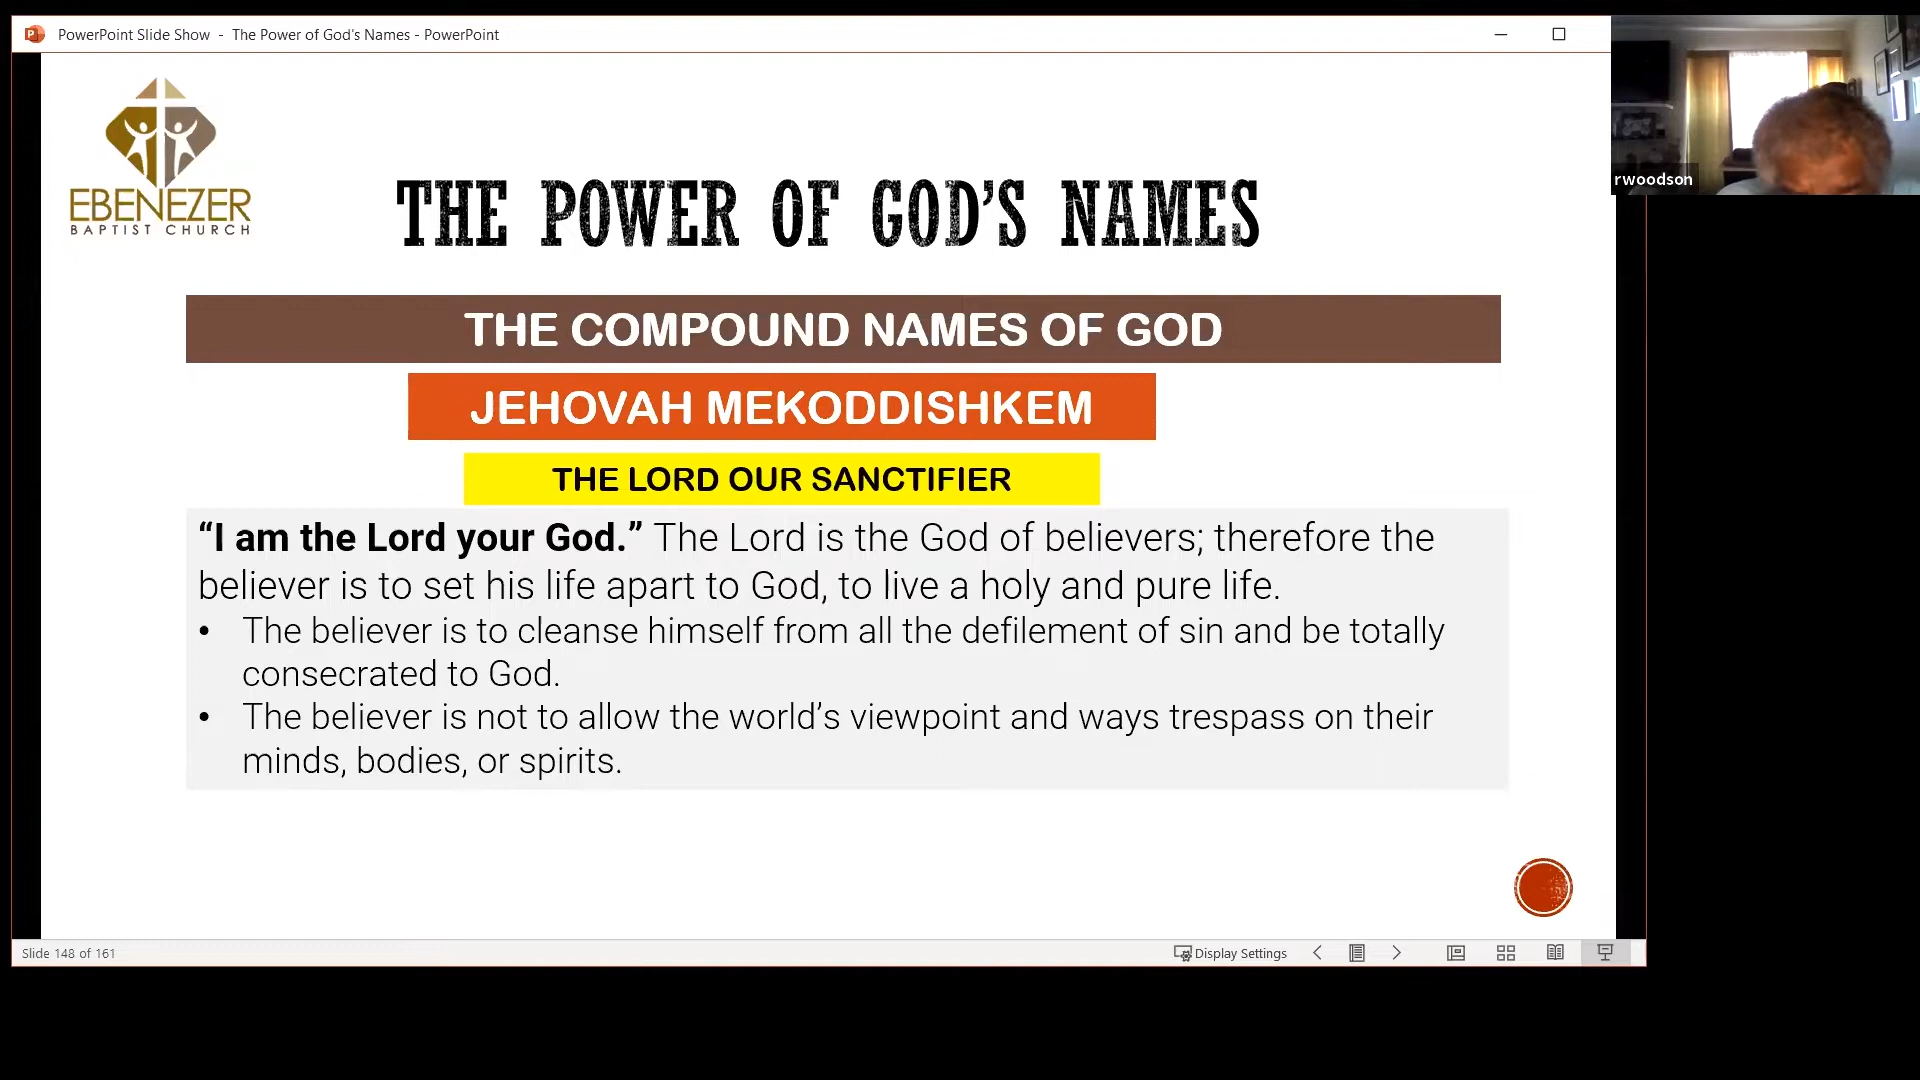 PowerPoint Slide Show - The Power of God's Names - PowerPoint
rwoodson
EBENEZER
BAPTIST CHURCH
THE POWER OF GOD’S NAMES
THE COMPOUND NAMES OF GOD
JEHOVAH MEKODDISHKEM
THE LORD OUR SANCTIFIER
“I am the Lord your God.” The Lord is the God of believers; therefore the
believer is to set his life apart to God, to live a holy and pure life.
• The believer is to cleanse himself from all the defilement of sin and be totally
consecrated to God.
• The believer is not to allow the world’s viewpoint and ways trespass on their
minds, bodies, or spirits.
Slide 148 of 161
Display Settings